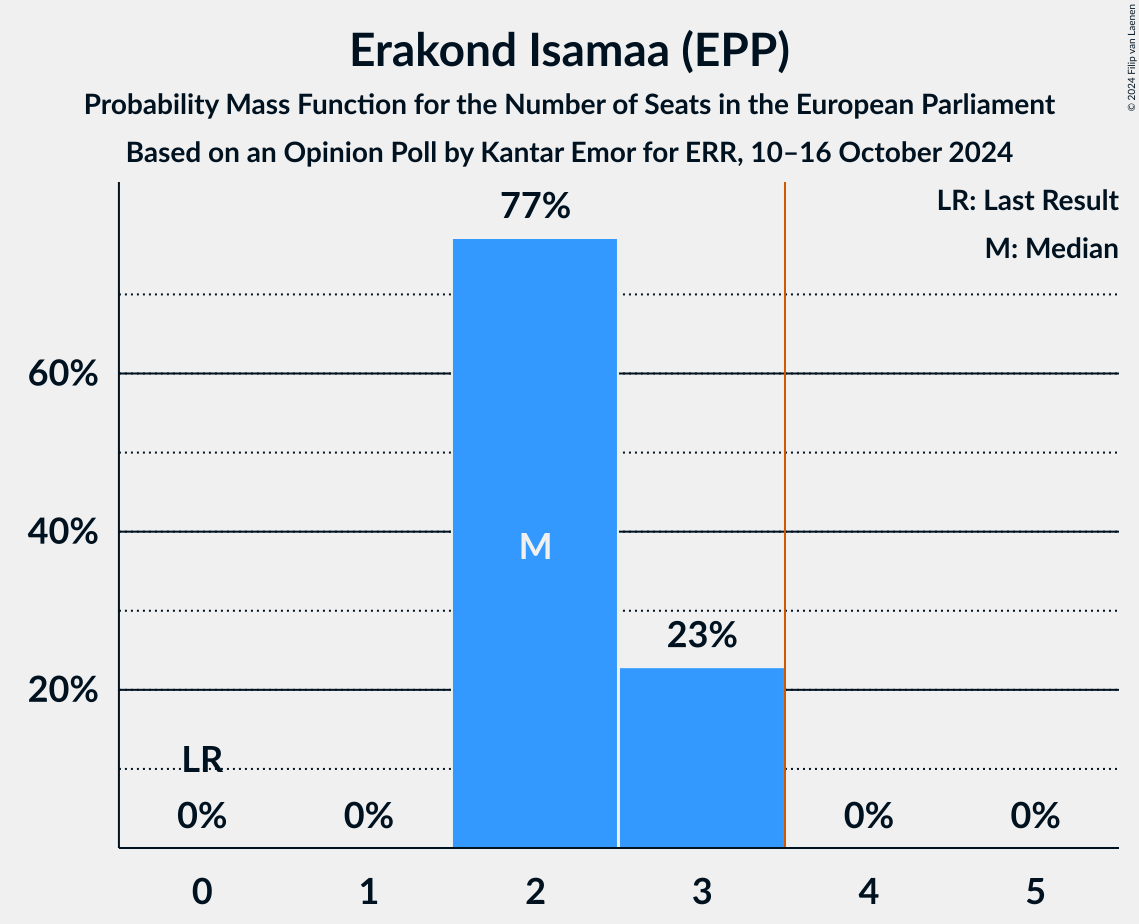 Erakond Isamaa (EPP)
Probability Mass Function for the Number of Seats in the European Parliament
Based on an Opinion Poll by Kantar Emor for ERR, 10–16 October 2024
© 2024 Filip van Laenen
LR: Last Result
M: Median
77%
60%
40%
M
23%
20%
LR
0%
0%
0%
0%
0
1
2
3
4
5